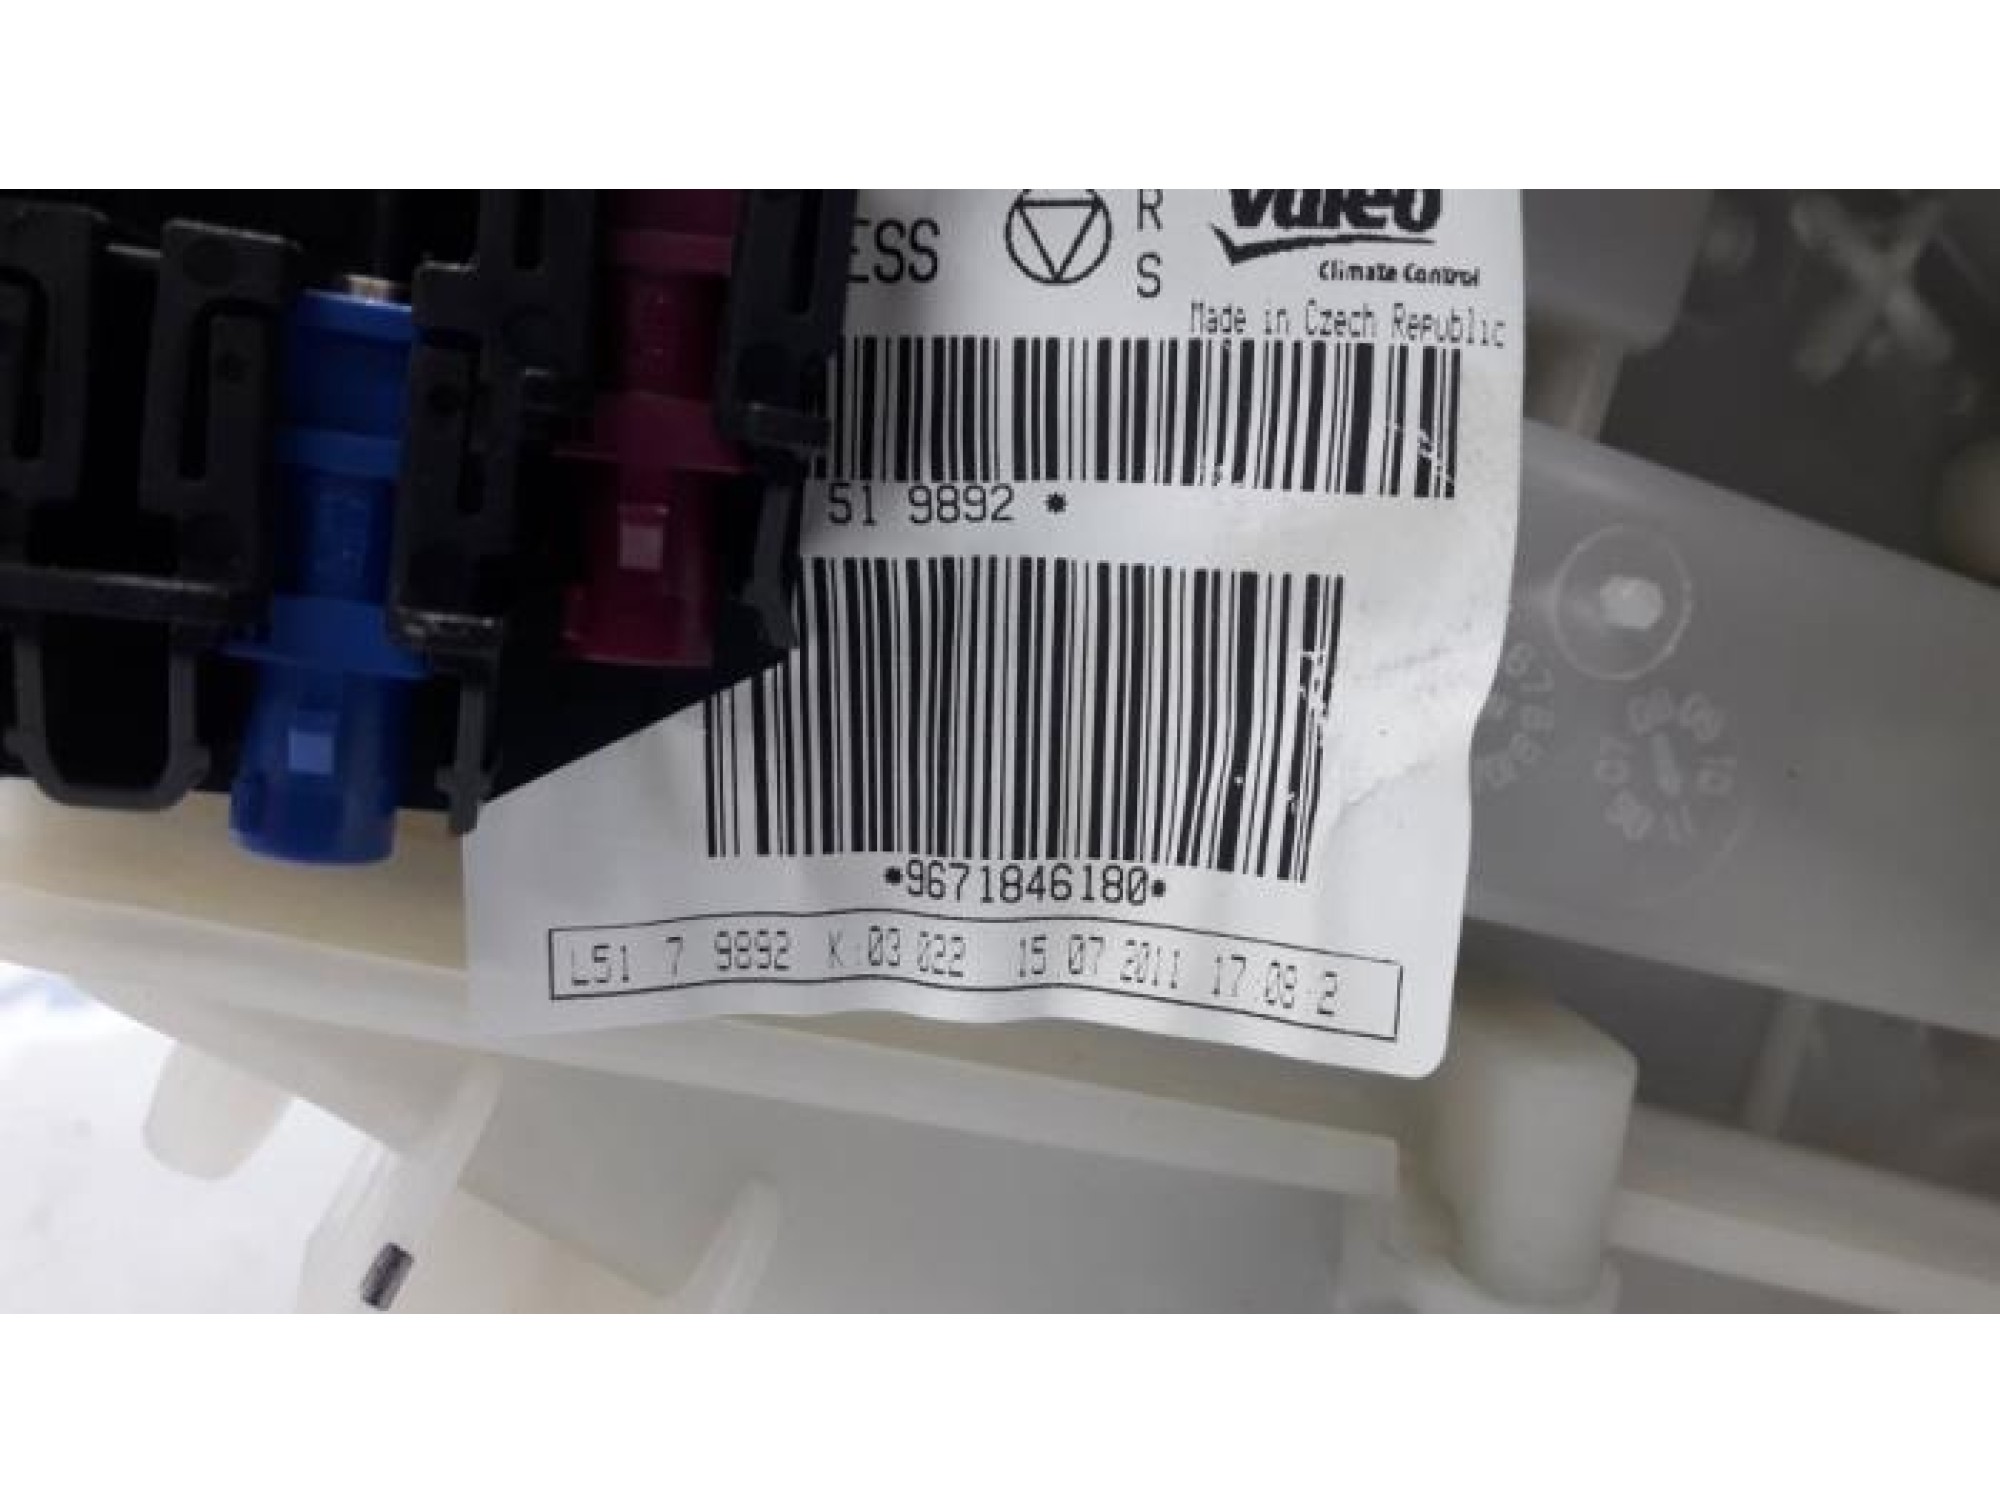 ESS
R
S
Valeo
Climate Control
Made in Czech Republic
51 9892 *
*9671846180*
L51 7 9892 K:03 022 15 07 2011 17:08 2